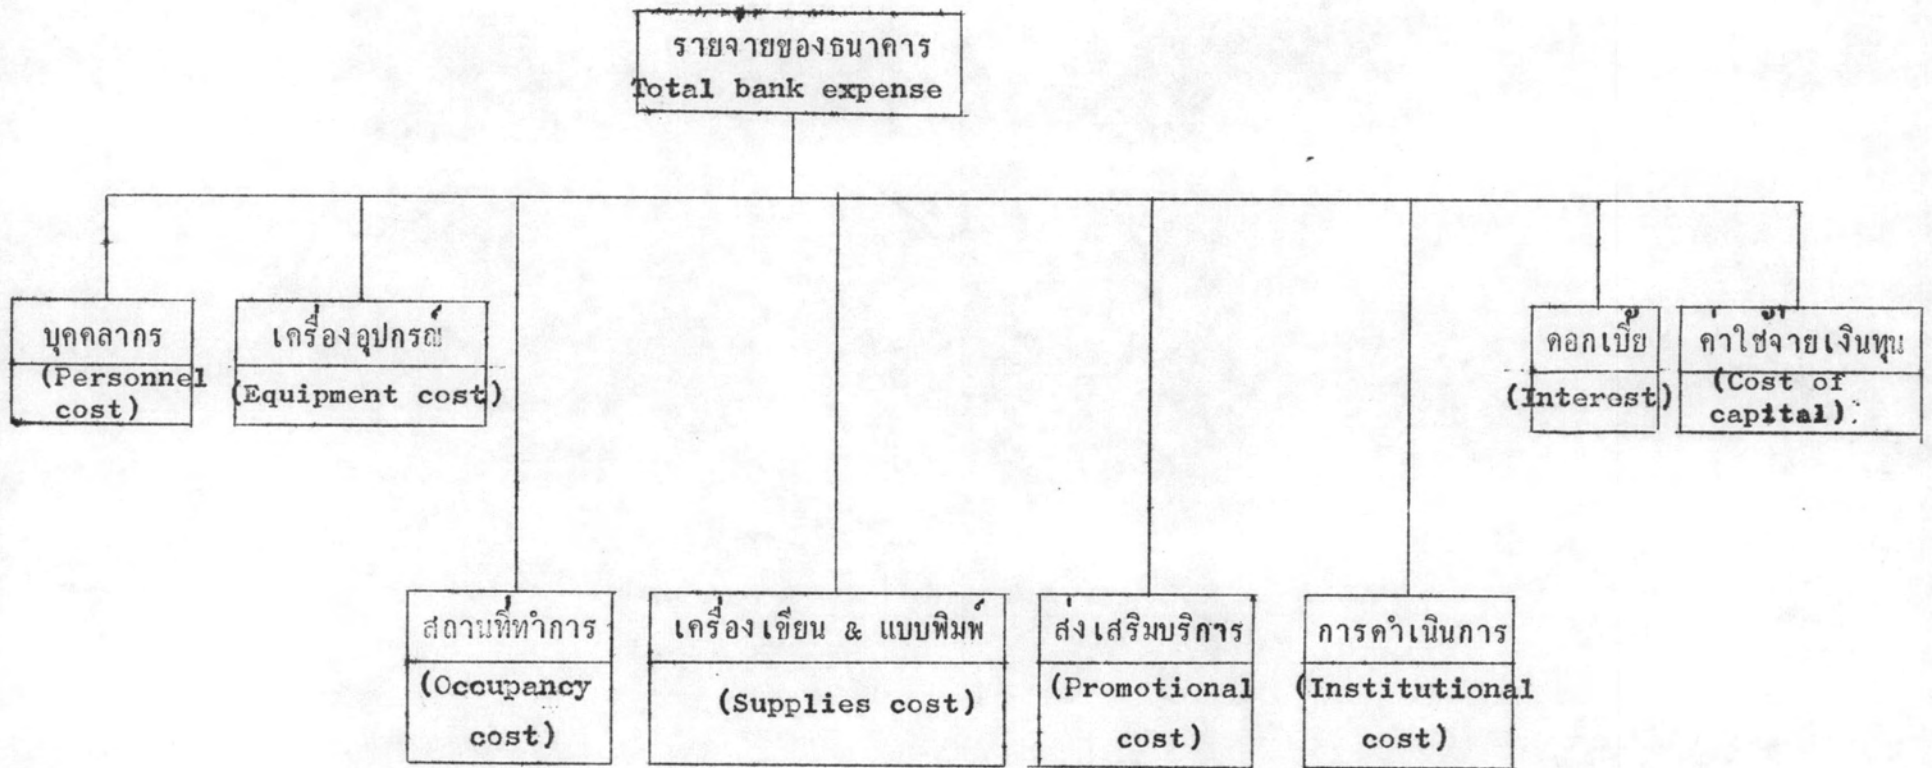 รายจายของธนาคาร
Total bank expense
บุคคลากร
(Personnel
cost)
เครื่องอุปกรณ์
(Equipment cost)
ดอกเบี้ย
(Interest)
ค่าใช้จ่ายเงินทุน
(Cost of
capital)
สถานที่ทำการ
(Occupancy
cost)
เครื่องเขียน & แบบพิมพ์
(Supplies cost)
ส่งเสริมบริการ
(Promotional
cost)
การดำเนินการ
(Institutional
cost)